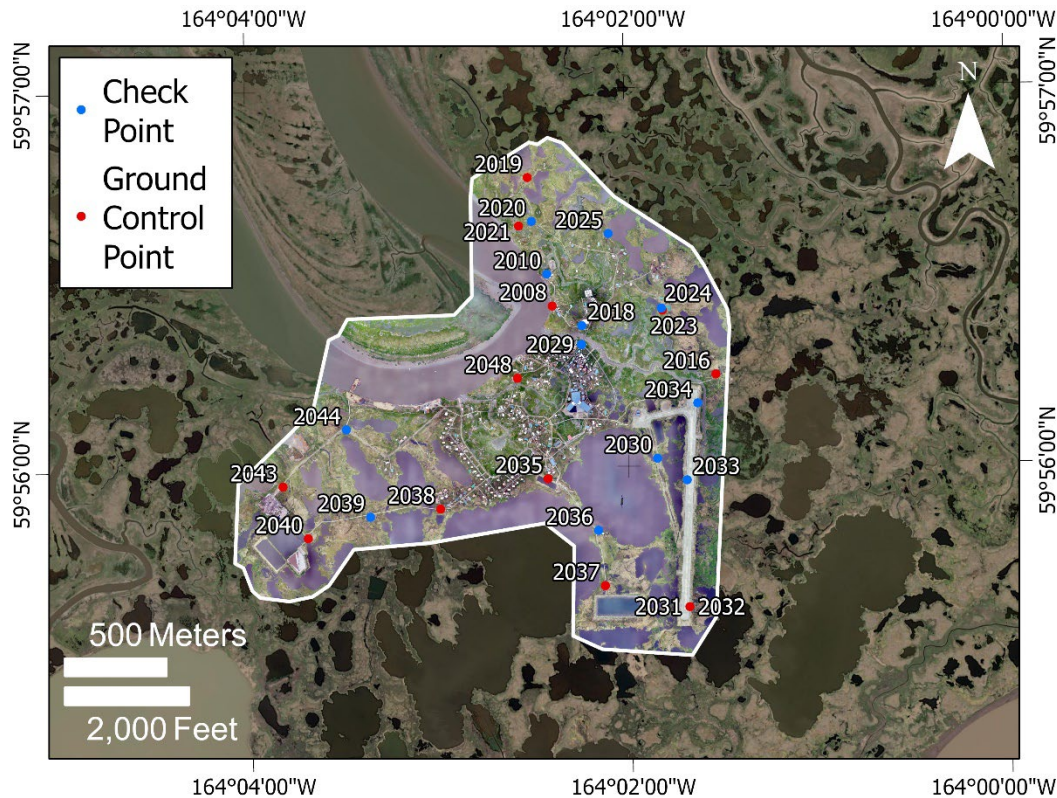 164°04'00"W
164°02'00"W
164°00'00"W
59°57'00"N
59°57'00"N
N
Check
Point
Ground
Control
Point
2019
2020
2025
2021
2010
2008
2018
2024
2023
2029
2016
2048
2034
2044
2030
2035
2033
2043
2038
2039
2036
2040
2037
2031
2032
59°56'00"N
59°56'00"N
500 Meters
2,000 Feet
164°04'00"W
164°02'00"W
164°00'00"W